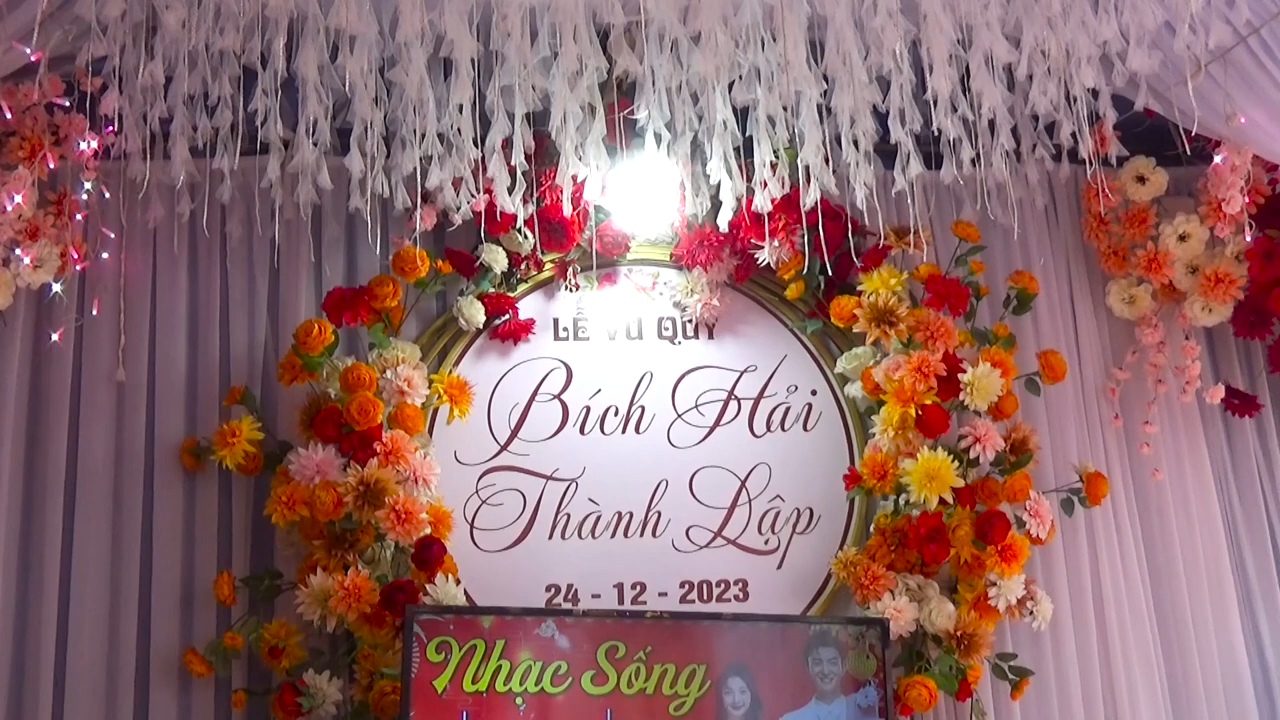 LỄ VU QUY
Bích Hải
Thành Lập
24 - 12 - 2023
Nhạc Sống